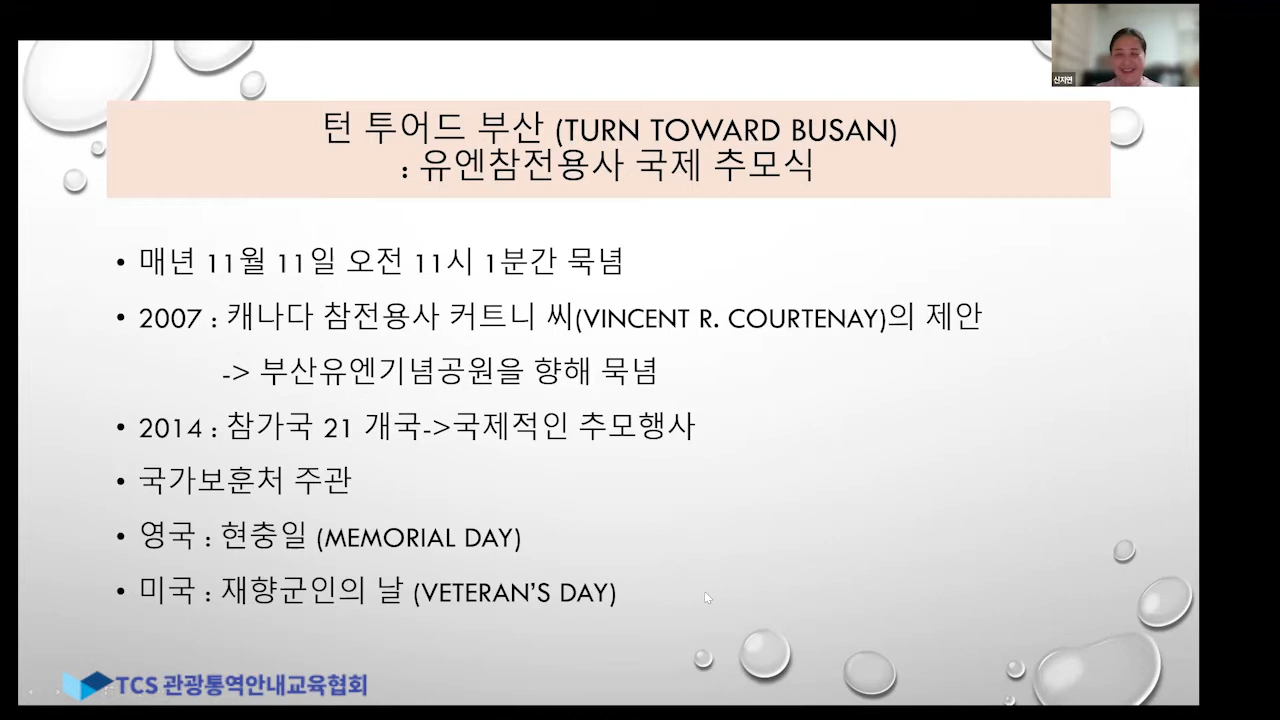 신지연
턴 투어드 부산 (TURN TOWARD BUSAN)
: 유엔참전용사 국제 추모식
• 매년 11월 11일 오전 11시 1분간 묵념
• 2007 : 캐나다 참전용사 커트니 씨(VINCENT R. COURTENAY)의 제안
-> 부산유엔기념공원을 향해 묵념
• 2014 : 참가국 21 개국->국제적인 추모행사
• 국가보훈처 주관
• 영국 : 현충일 (MEMORIAL DAY)
• 미국 : 재향군인의 날 (VETERAN’S DAY)
TCS 관광통역안내교육협회